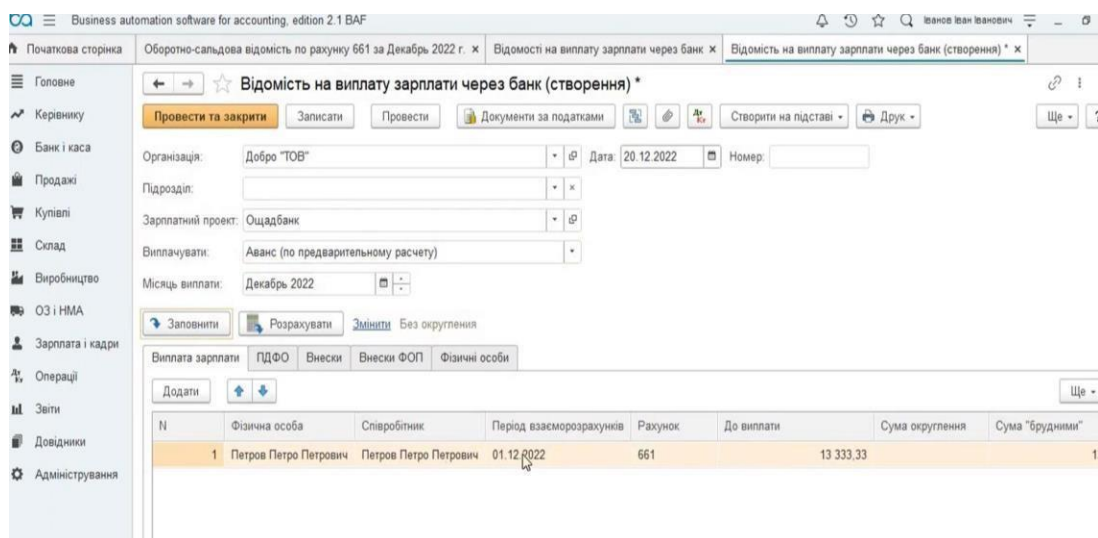 Business automation software for accounting, edition 2.1 BAF
Іванов Іван Іванович
Початкова сторінка
Оборотно-сальдова відомість по рахунку 661 за Декабрь 2022 г. ×
Відомості на виплату зарплати через банк ×
Відомість на виплату зарплати через банк (створення) * ×
Головне
Керівнику
Банк і каса
Продажі
Купівлі
Склад
Виробництво
ОЗ і НМА
Зарплата і кадри
Операції
Звіти
Довідники
Адміністрування
Відомість на виплату зарплати через банк (створення) *
Провести та закрити Записати Провести Документи за податками Дт Кт Створити на підставі Друк Ще ?
Організація: Добро "ТОВ" Дата: 20.12.2022 Номер:
Підрозділ:
Зарплатний проект: Ощадбанк
Виплачувати: Аванс (по предварительному расчету)
Місяць виплати: Декабрь 2022
Заповнити Розрахувати Змінити Без округлення
Виплата зарплати ПДФО Внески Внески ФОП Фізичні особи
Додати Ще
N Фізична особа Співробітник Період взаєморозрахунків Рахунок До виплати Сума округлення Сума "брудними"
1 Петров Петро Петрович Петров Петро Петрович 01.12.2022 661 13 333,33 1